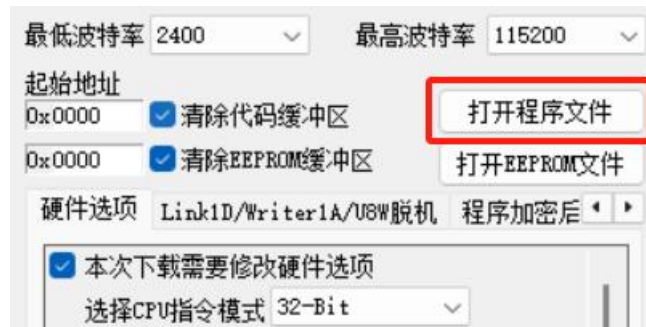 最低波特率 2400 最高波特率 115200
起始地址
0x0000 清除代码缓冲区 打开程序文件
0x0000 清除EEPROM缓冲区 打开EEPROM文件
硬件选项 Link1D/Writer1A/U8W脱机 程序加密后
本次下载需要修改硬件选项
选择CPU指令模式 32-Bit